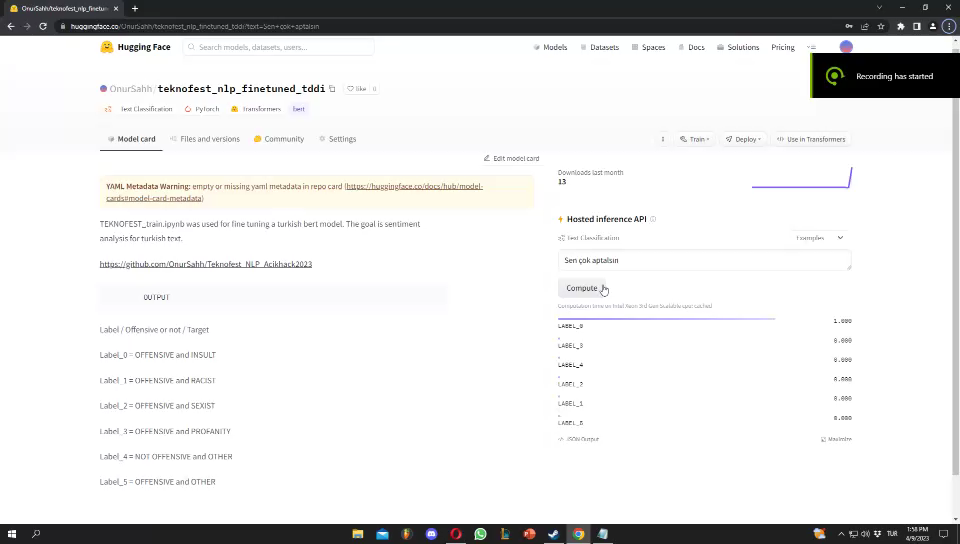 OnurSahh/teknofest_nlp_finetuned_tddi
huggingface.co/OnurSahh/teknofest_nlp_finetuned_tddi?text=Sen+cok+aptalsin
Hugging Face
Search models, datasets, users...
Models
Datasets
Spaces
Docs
Solutions
Pricing
Recording has started
OnurSahh/teknofest_nlp_finetuned_tddi
like 0
Text Classification
PyTorch
Transformers
bert
Model card
Files and versions
Community
Settings
Train
Deploy
</> Use in Transformers
Edit model card
YAML Metadata Warning: empty or missing yaml metadata in repo card (https://huggingface.co/docs/hub/model-
cards#model-card-metadata)
TEKNOFEST_train.ipynb was used for fine tuning a turkish bert model. The goal is sentiment
analysis for turkish text.
https://github.com/OnurSahh/Teknofest_NLP_Acikhack2023
OUTPUT
Label / Offensive or not / Target
Label_0 = OFFENSIVE and INSULT
Label_1 = OFFENSIVE and RACIST
Label_2 = OFFENSIVE and SEXIST
Label_3 = OFFENSIVE and PROFANITY
Label_4 = NOT OFFENSIVE and OTHER
Label_5 = OFFENSIVE and OTHER
Downloads last month
13
Hosted inference API
Text Classification
Examples
Sen çok aptalsın
Compute
Computation time on Intel Xeon 3rd Gen Scalable cpu: cached
LABEL_0 1.000
LABEL_3 0.000
LABEL_4 0.000
LABEL_2 0.000
LABEL_1 0.000
LABEL_5 0.000
JSON Output
Maximize
TUR
1:58 PM
4/9/2023